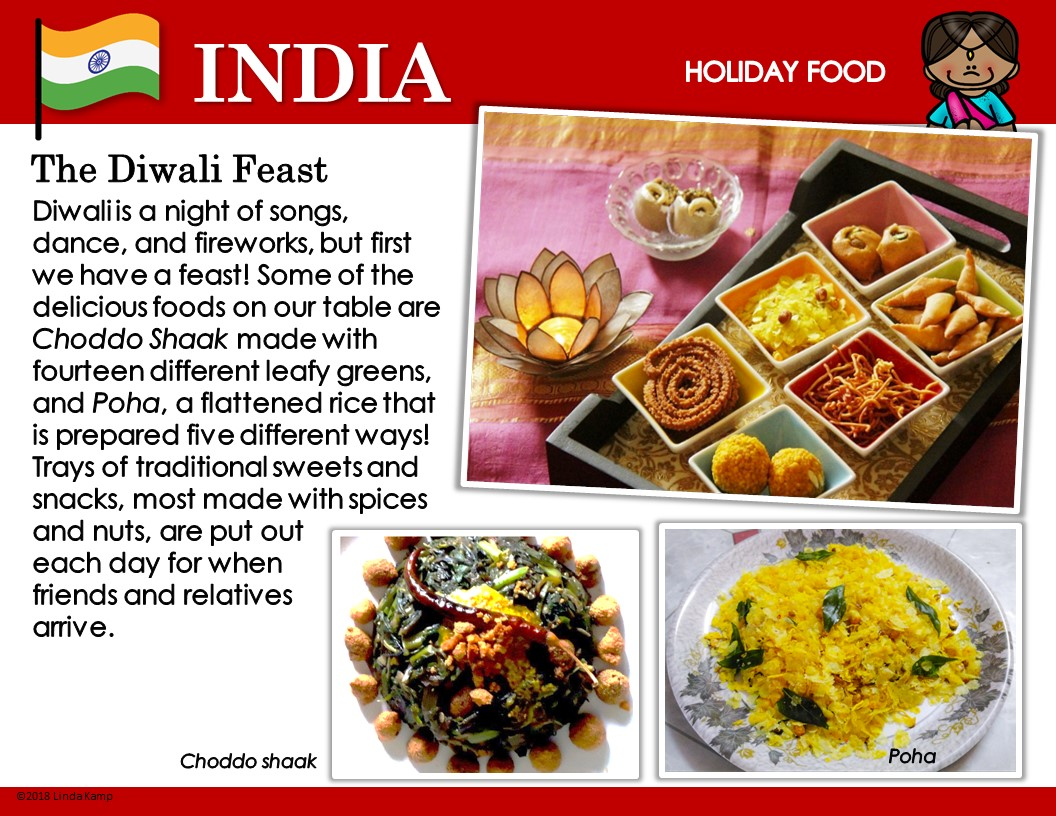 INDIA
HOLIDAY FOOD
The Diwali Feast
Diwali is a night of songs,
dance, and fireworks, but first
we have a feast! Some of the
delicious foods on our table are
Choddo Shaak made with
fourteen different leafy greens,
and Poha, a flattened rice that
is prepared five different ways!
Trays of traditional sweets and
snacks, most made with spices
and nuts, are put out
each day for when
friends and relatives
arrive.
Choddo shaak
Poha
©2018 Linda Kamp